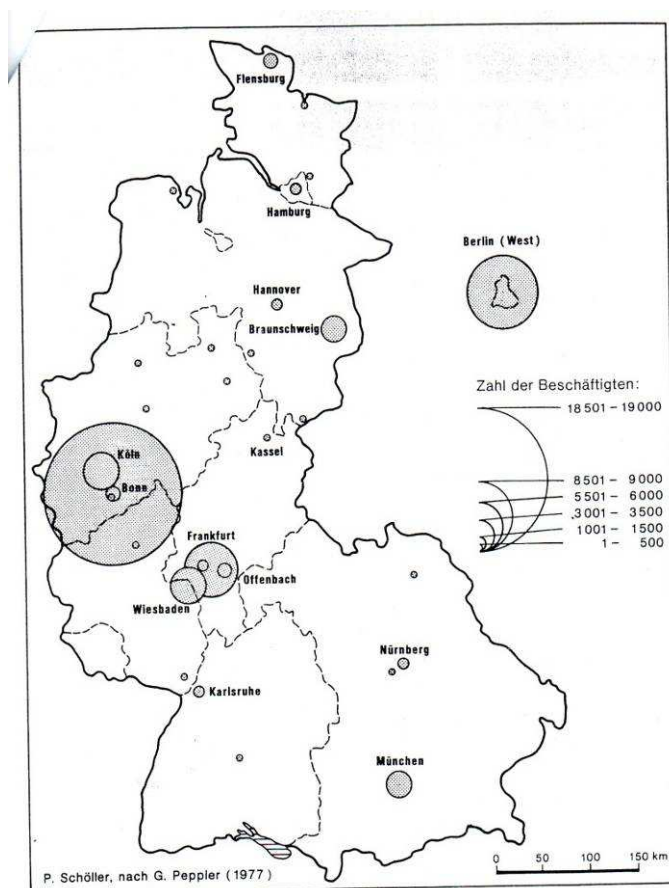 Flensburg
Hamburg
Berlin (West)
Hannover
Braunschweig
Zahl der Beschäftigten:
18 501 – 19 000
8 501 – 9 000
5 501 – 6 000
3 001 – 3 500
1 001 – 1 500
1 – 500
Kassel
Köln
Bonn
Frankfurt
Offenbach
Wiesbaden
Nürnberg
Karlsruhe
München
0 50 100 150 km
P. Schöller, nach G. Peppler (1977)